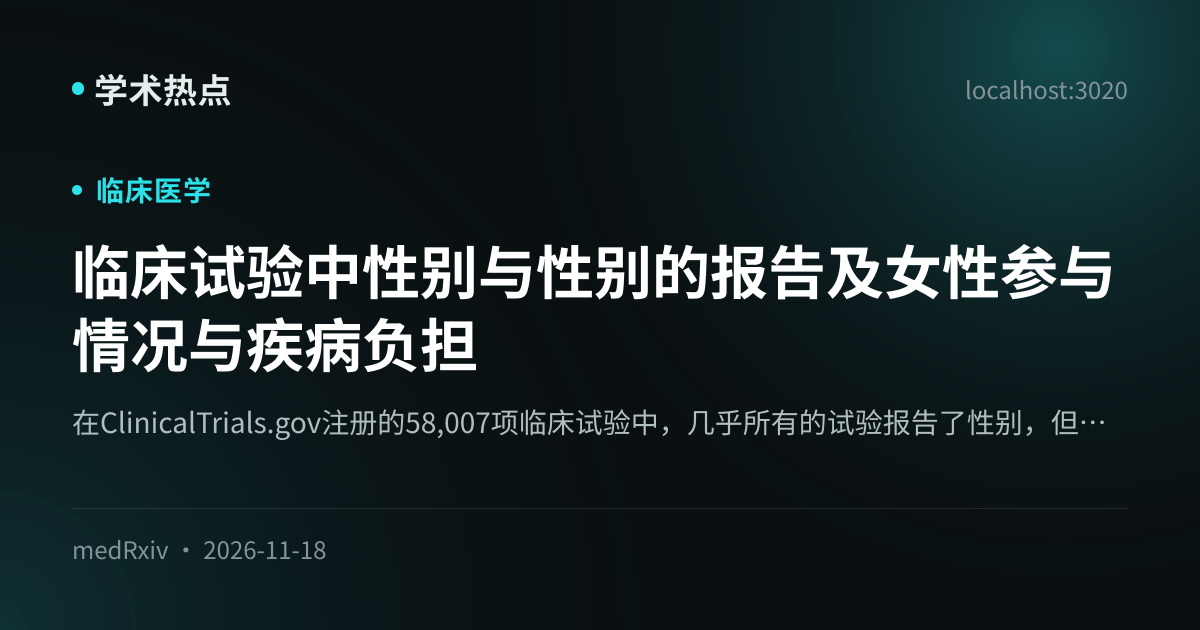 学术热点
localhost:3020
临床医学
临床试验中性别与性别的报告及女性参与
情况与疾病负担
在ClinicalTrials.gov注册的58,007项临床试验中，几乎所有的试验报告了性别，但…
medRxiv • 2026-11-18